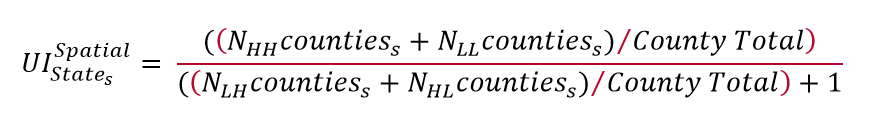 UI^{Spatial}_{State_s} = \frac{((N_{HH}counties_s + N_{LL}counties_s)/County Total)}{((N_{LH}counties_s + N_{HL}counties_s)/County Total) + 1}